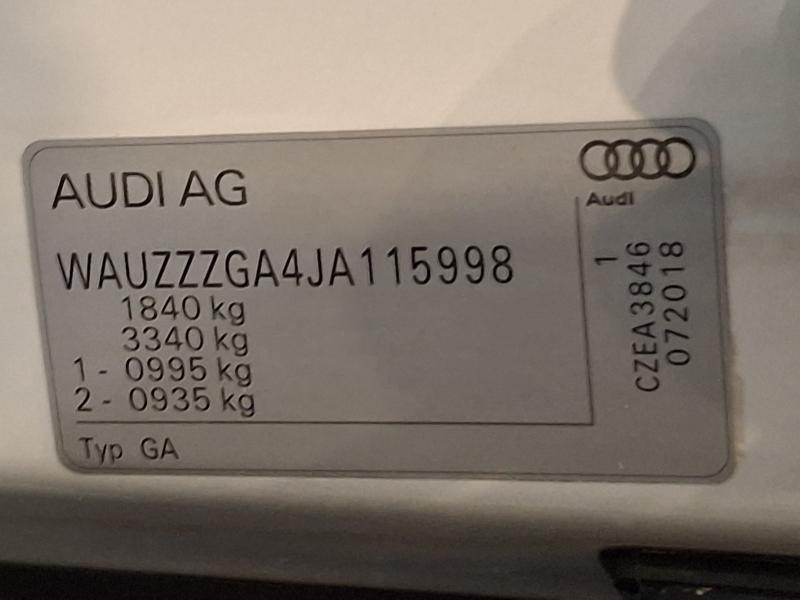 AUDI AG
Audi
WAUZZZGA4JA115998
1840 kg
3340 kg
1 - 0995 kg
2 - 0935 kg
Typ GA
1
CZEA3846
072018